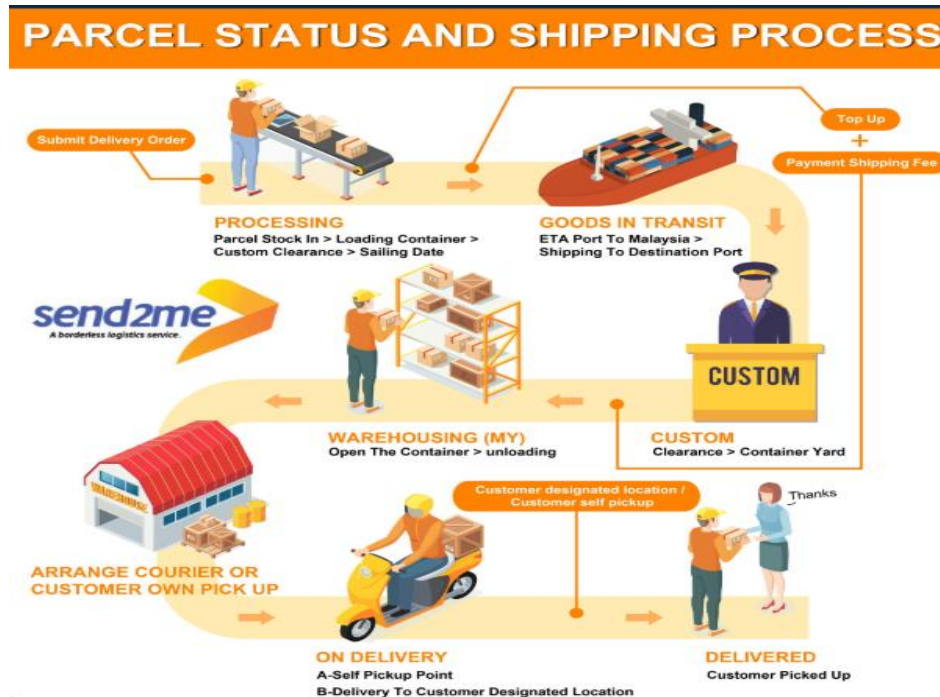 PARCEL STATUS AND SHIPPING PROCESS
Submit Delivery Order
Top Up
+
Payment Shipping Fee
PROCESSING
Parcel Stock In > Loading Container >
Custom Clearance > Sailing Date
GOODS IN TRANSIT
ETA Port To Malaysia >
Shipping To Destination Port
send2me
A borderless logistics service.
CUSTOM
WAREHOUSING (MY)
Open The Container > unloading
CUSTOM
Clearance > Container Yard
WAREHOUSE
ARRANGE COURIER OR
CUSTOMER OWN PICK UP
Customer designated location /
Customer self pickup
Thanks
ON DELIVERY
A-Self Pickup Point
B-Delivery To Customer Designated Location
DELIVERED
Customer Picked Up